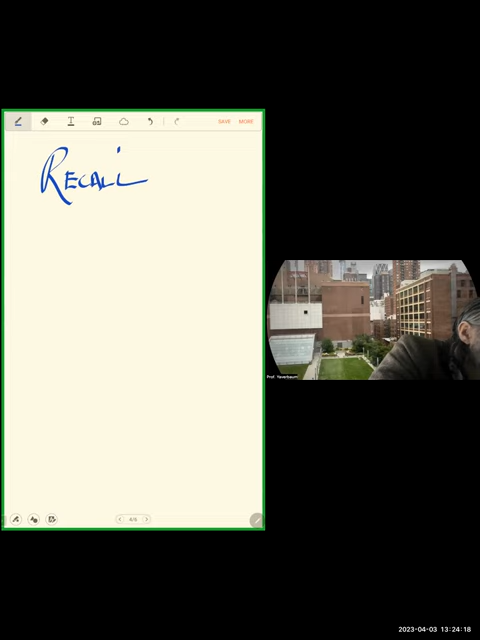 T
SAVE MORE
RECALL
Prof. Yaverbaum
4/6
2023-04-03 13:24:18